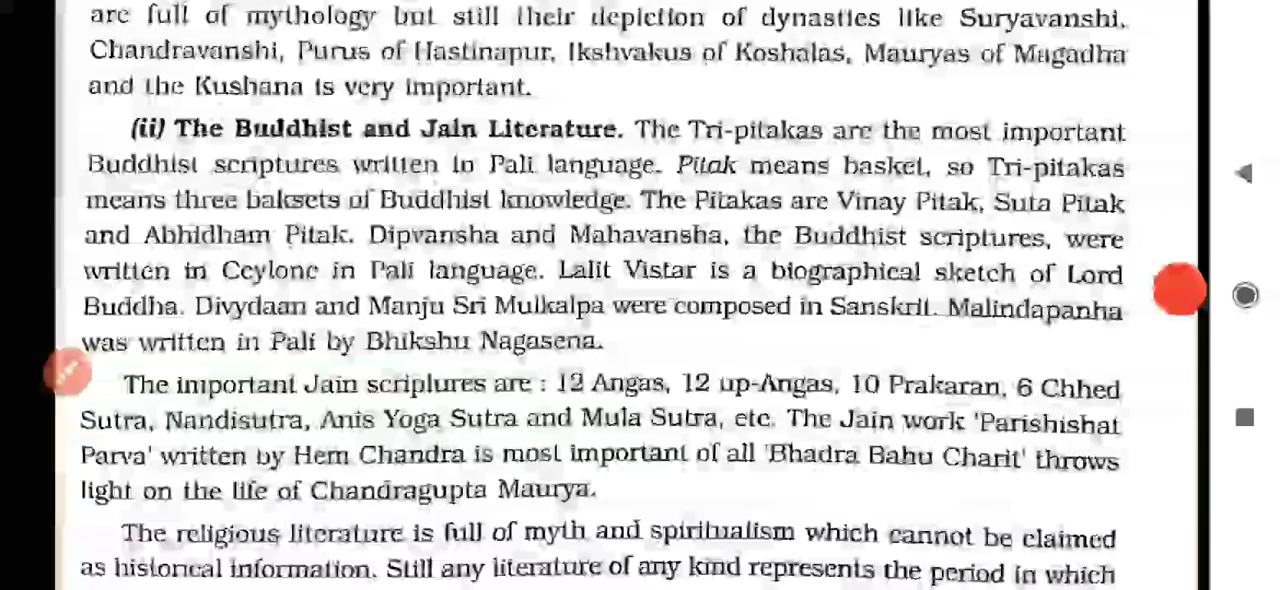 are full of mythology but still their depiction of dynasties like Suryavanshi,
Chandravanshi, Purus of Hastinapur, Ikshvakus of Koshalas, Mauryas of Magadha
and the Kushana is very important.
(ii) The Buddhist and Jain Literature. The Tri-pitakas are the most important
Buddhist scriptures written in Pali language. Pitak means basket, so Tri-pitakas
means three baksets of Buddhist knowledge. The Pitakas are Vinay Pitak, Suta Pitak
and Abhidham Pitak. Dipvansha and Mahavansha, the Buddhist scriptures, were
written in Ceylone in Pali language. Lalit Vistar is a biographical sketch of Lord
Buddha. Divydaan and Manju Sri Mulkalpa were composed in Sanskrit. Malindapanha
was written in Pali by Bhikshu Nagasena.
The important Jain scriptures are : 12 Angas, 12 up-Angas, 10 Prakaran, 6 Chhed
Sutra, Nandisutra, Anis Yoga Sutra and Mula Sutra, etc. The Jain work 'Parishishat
Parva' written by Hem Chandra is most important of all 'Bhadra Bahu Charit' throws
light on the life of Chandragupta Maurya.
The religious literature is full of myth and spiritualism which cannot be claimed
as historical information. Still any literature of any kind represents the period in which